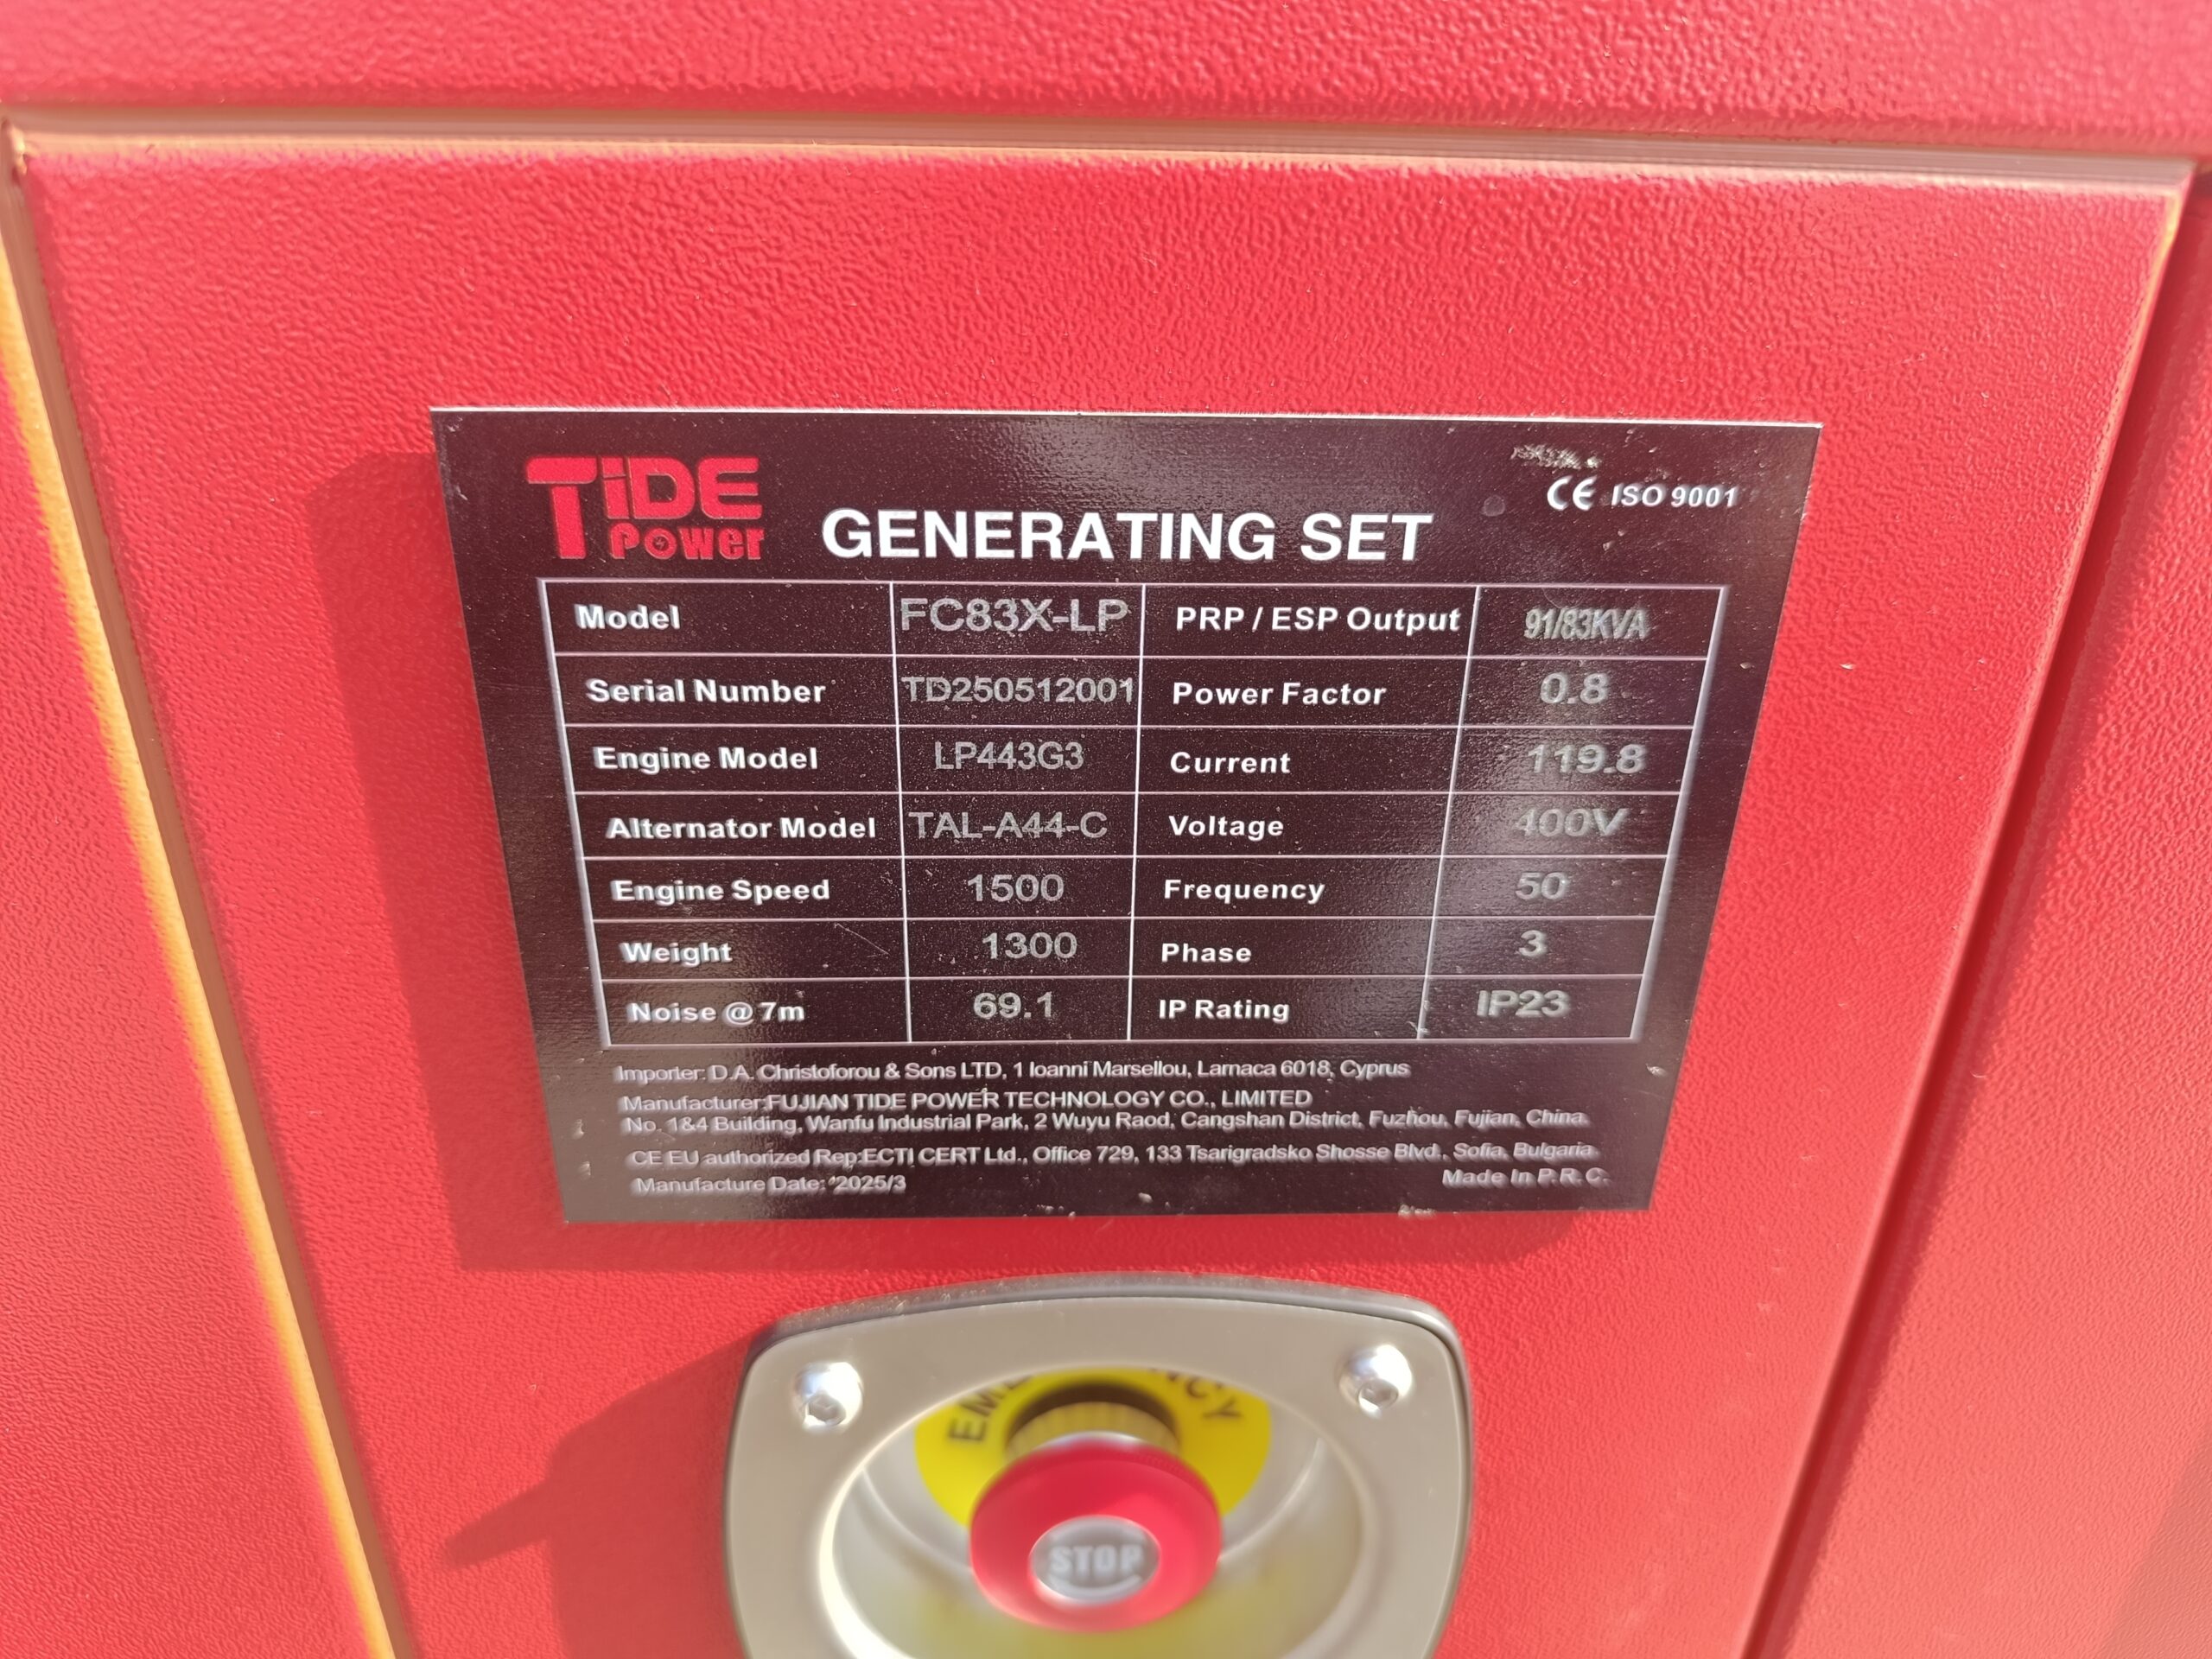 TIDE Power
GENERATING SET
CE ISO 9001
Model FC83X-LP PRP / ESP Output 91/83KVA
Serial Number TD250512001 Power Factor 0.8
Engine Model LP443G3 Current 119.8
Alternator Model TAL-A44-C Voltage 400V
Engine Speed 1500 Frequency 50
Weight 1300 Phase 3
Noise @ 7m 69.1 IP Rating IP23
Importer: D.A. Christoforou & Sons LTD, 1 Ioanni Marsellou, Larnaca 6018, Cyprus
Manufacturer:FUJIAN TIDE POWER TECHNOLOGY CO., LIMITED
No. 1&4 Building, Wanfu Industrial Park, 2 Wuyu Raod, Cangshan District, Fuzhou, Fujian, China.
CE EU authorized Rep:ECTI CERT Ltd., Office 729, 133 Tsarigradsko Shosse Blvd., Sofia, Bulgaria
Manufacture Date: 2025/3
Made In P. R. C.
STOP